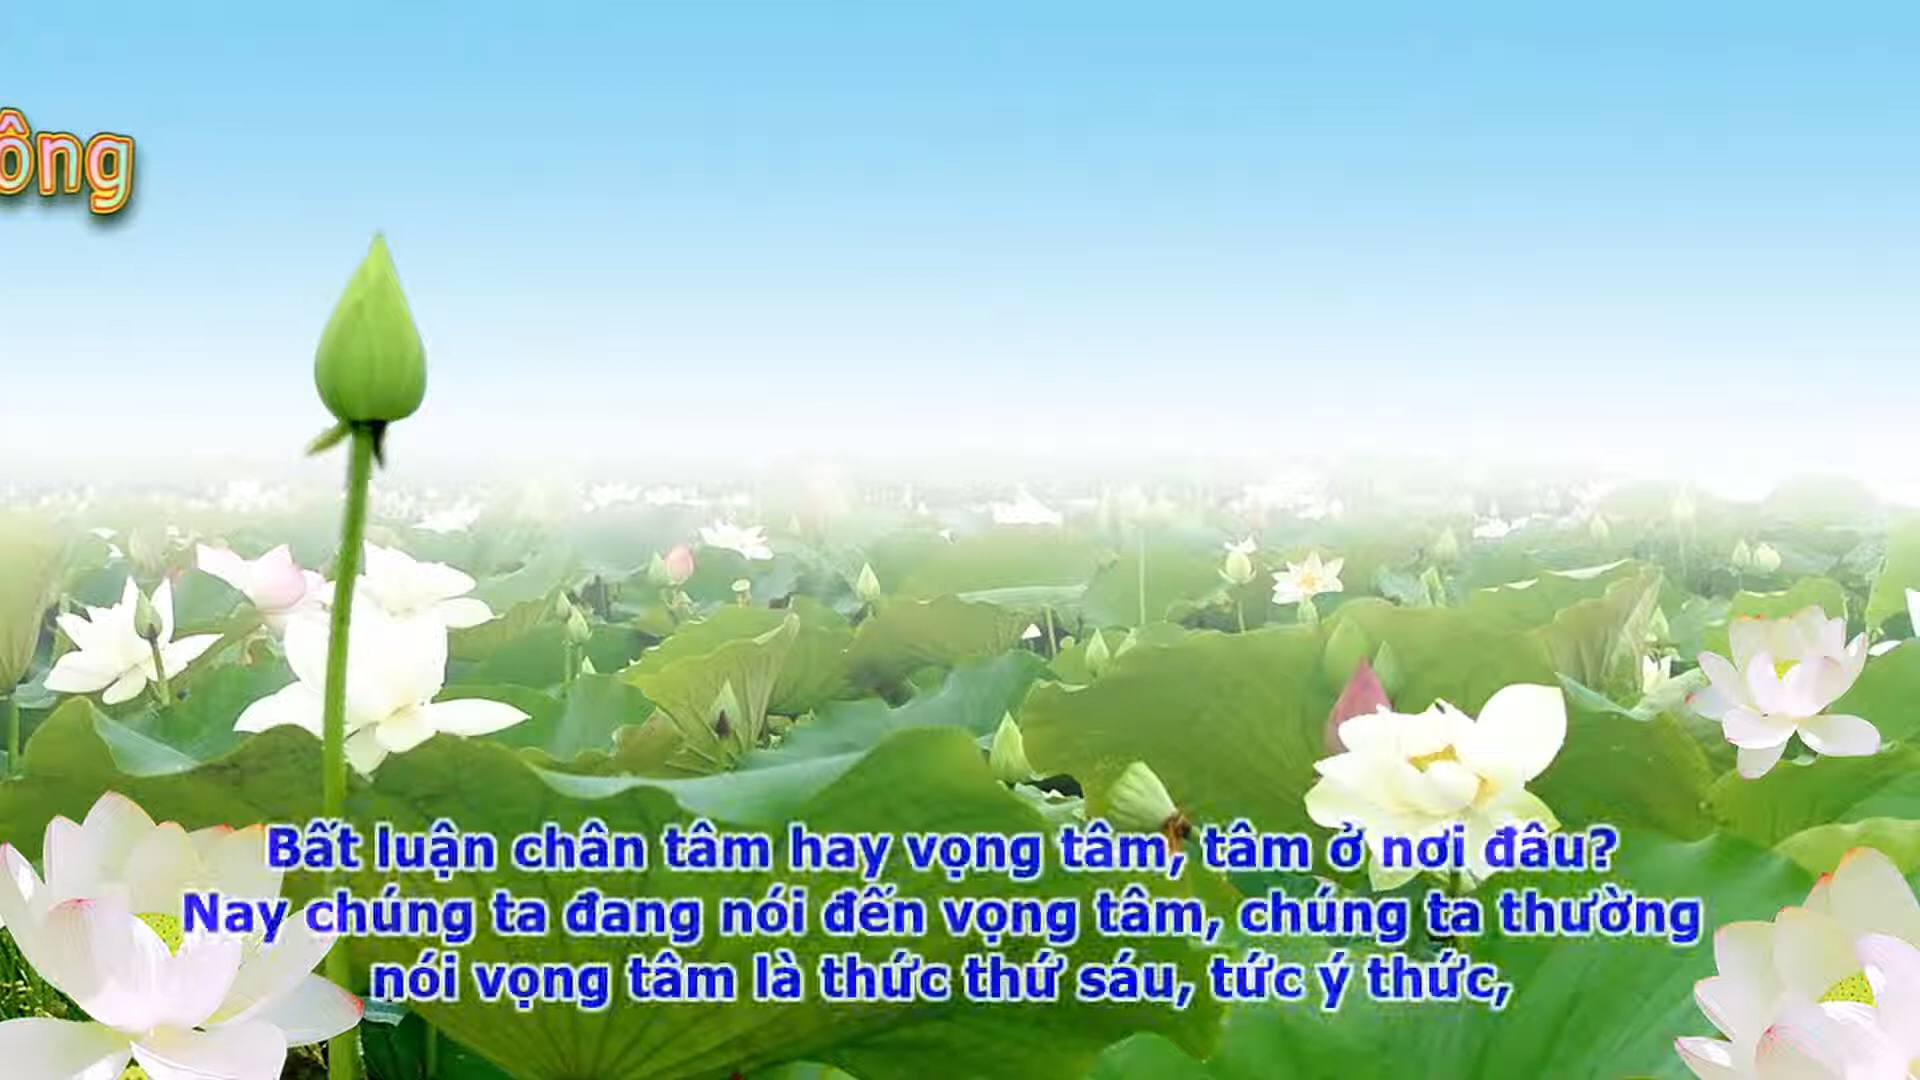 ông
Bất luận chân tâm hay vọng tâm, tâm ở nơi đâu?
Nay chúng ta đang nói đến vọng tâm, chúng ta thường
nói vọng tâm là thức thứ sáu, tức ý thức,